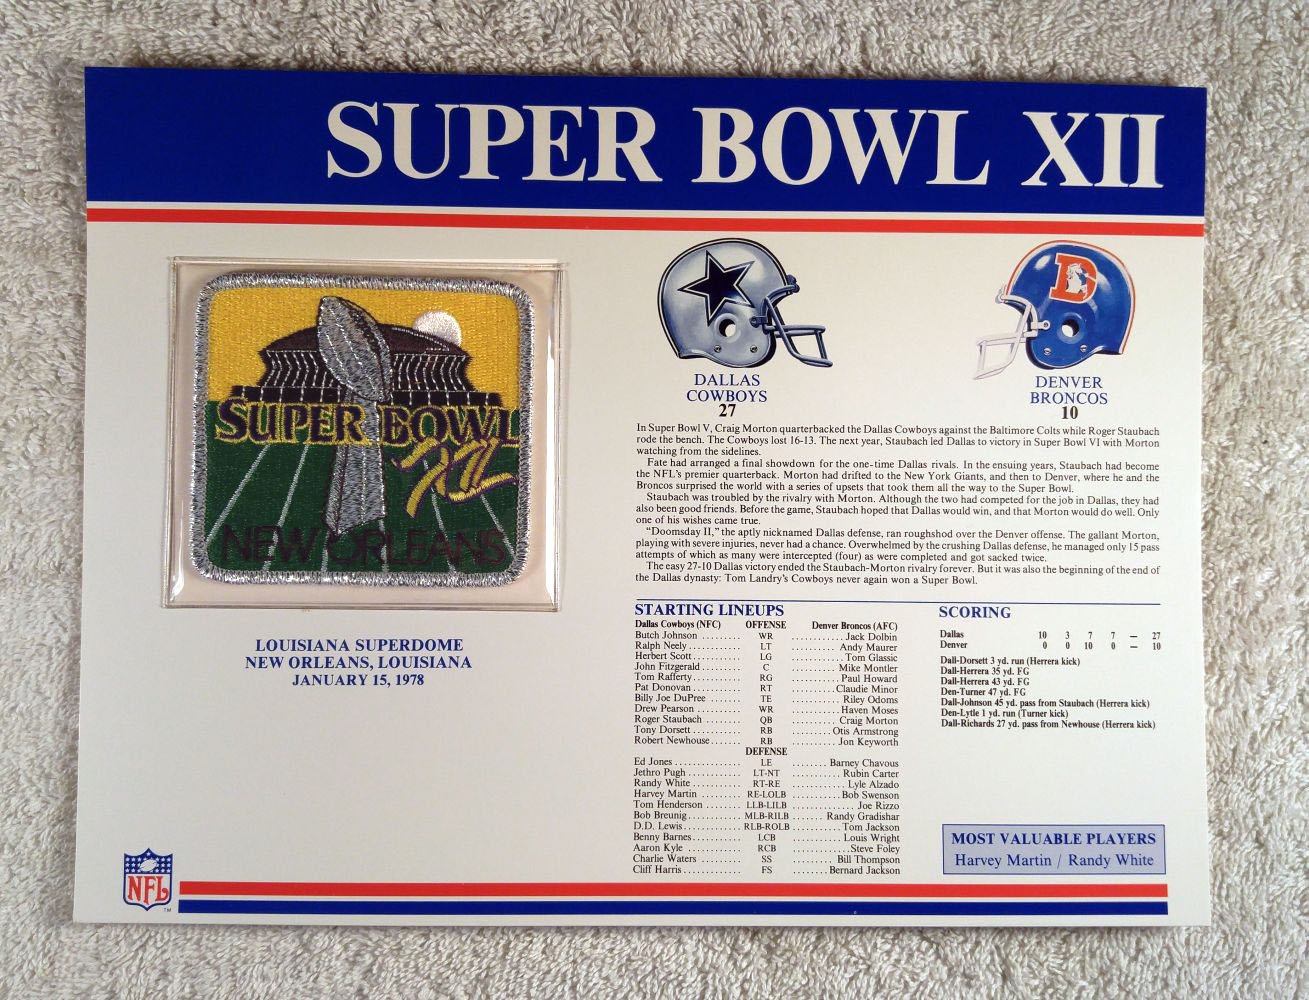 SUPER BOWL XII
SUPER BOWL
XII
NEW ORLEANS
LOUISIANA SUPERDOME
NEW ORLEANS, LOUISIANA
JANUARY 15, 1978
DALLAS
COWBOYS
27
DENVER
BRONCOS
10
In Super Bowl V, Craig Morton quarterbacked the Dallas Cowboys against the Baltimore Colts while Roger Staubach
rode the bench. The Cowboys lost 16-13. The next year, Staubach led Dallas to victory in Super Bowl VI with Morton
watching from the sidelines.
Fate had arranged a final showdown for the one-time Dallas rivals. In the ensuing years, Staubach had become
the NFL's premier quarterback. Morton had drifted to the New York Giants, and then to Denver, where he and the
Broncos surprised the world with a series of upsets that took them all the way to the Super Bowl.
Staubach was troubled by the rivalry with Morton. Although the two had competed for the job in Dallas, they had
also been good friends. Before the game, Staubach hoped that Dallas would win, and that Morton would do well. Only
one of his wishes came true.
"Doomsday II," the aptly nicknamed Dallas defense, ran roughshod over the Denver offense. The gallant Morton,
playing with severe injuries, never had a chance. Overwhelmed by the crushing Dallas defense, he managed only 15 pass
attempts of which as many were intercepted (four) as were completed and got sacked twice.
The easy 27-10 Dallas victory ended the Staubach-Morton rivalry forever. But it was also the beginning of the end of
the Dallas dynasty: Tom Landry's Cowboys never again won a Super Bowl.
STARTING LINEUPS
Dallas Cowboys (NFC) OFFENSE Denver Broncos (AFC)
Butch Johnson ......... WR ............ Jack Dolbin
Ralph Neely ........... LT ............ Andy Maurer
Herbert Scott .......... LG ............ Tom Glassic
John Fitzgerald ........ C ............ Mike Montler
Tom Rafferty .......... RG ............ Paul Howard
Pat Donovan .......... RT .......... Claudie Minor
Billy Joe DuPree ....... TE ............ Riley Odoms
Drew Pearson ......... WR .......... Haven Moses
Roger Staubach ........ QB .......... Craig Morton
Tony Dorsett .......... RB ......... Otis Armstrong
Robert Newhouse ...... RB .......... Jon Keyworth
DEFENSE
Ed Jones .............. LE ....... Barney Chavous
Jethro Pugh ........... LT-NT .......... Rubin Carter
Randy White .......... RT-RE ........... Lyle Alzado
Harvey Martin ......... RE-LOLB ......... Bob Swenson
Tom Henderson ....... LLB-LILB ............. Joe Rizzo
Bob Breunig ........... MLB-RILB ....... Randy Gradishar
D.D. Lewis ............ RLB-ROLB .......... Tom Jackson
Benny Barnes .......... LCB .......... Louis Wright
Aaron Kyle ........... RCB ............ Steve Foley
Charlie Waters ........ SS ........ Bill Thompson
Cliff Harris ............ FS ........ Bernard Jackson
SCORING
Dallas 10 3 7 7 — 27
Denver 0 0 10 0 — 10
Dall-Dorsett 3 yd. run (Herrera kick)
Dall-Herrera 35 yd. FG
Dall-Herrera 43 yd. FG
Den-Turner 47 yd. FG
Dall-Johnson 45 yd. pass from Staubach (Herrera kick)
Den-Lytle 1 yd. run (Turner kick)
Dall-Richards 27 yd. pass from Newhouse (Herrera kick)
MOST VALUABLE PLAYERS
Harvey Martin / Randy White
NFL
TM